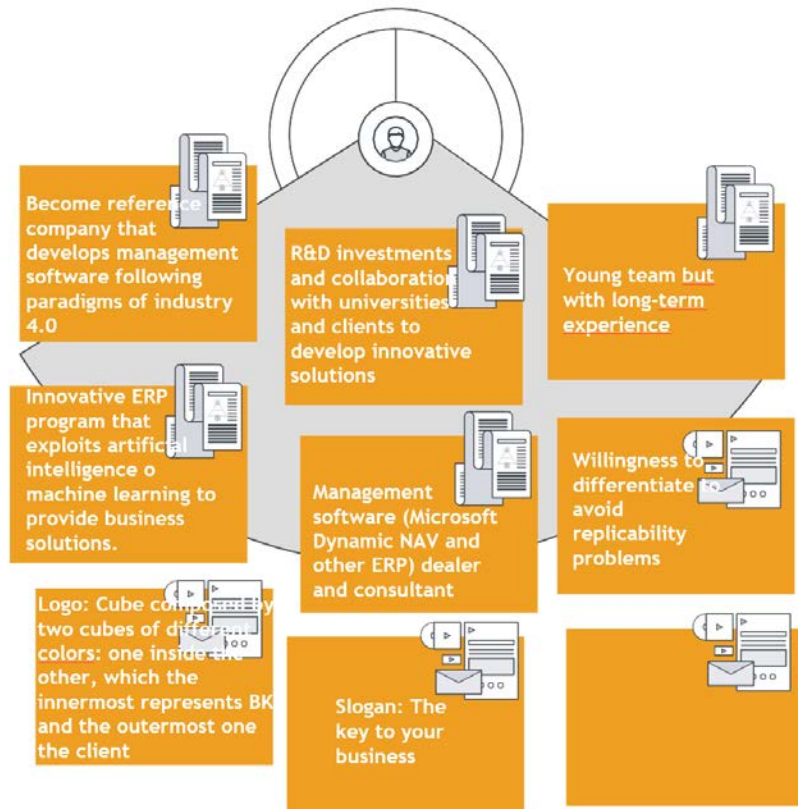 Become reference
company that
develops management
software following
paradigms of industry
4.0
R&D investments
and collaboration
with universities
and clients to
develop innovative
solutions
Young team but
with long-term
experience
Innovative ERP
program that
exploits artificial
intelligence o
machine learning to
provide business
solutions.
Management
software (Microsoft
Dynamic NAV and
other ERP) dealer
and consultant
Willingness to
differentiate to
avoid
replicability
problems
Logo: Cube composed by
two cubes of different
colors: one inside the
other, which the
innermost represents BK
and the outermost one
the client
Slogan: The
key to your
business